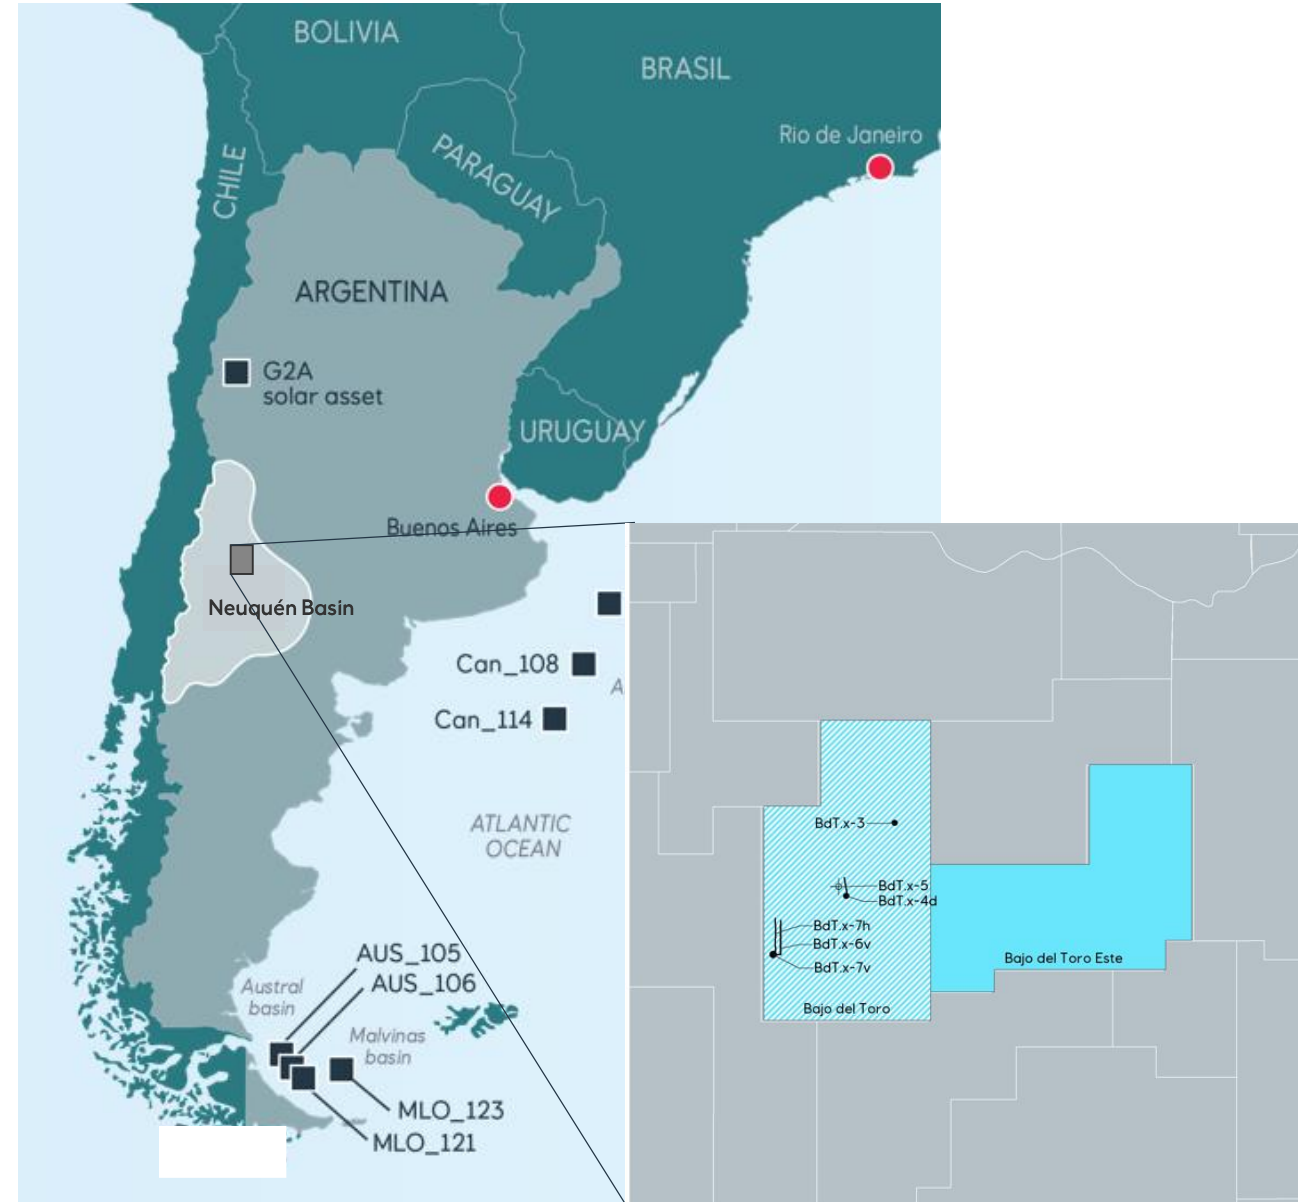 BOLIVIA
BRASIL
Rio de Janeiro
PARAGUAY
CHILE
ARGENTINA
G2A
solar asset
URUGUAY
Buenos Aires
Neuquén Basin
Can_108
A
Can_114
ATLANTIC
OCEAN
AUS_105
AUS_106
Austral
basin
Malvinas
basin
MLO_123
MLO_121
BdT.x-3
BdT.x-5
BdT.x-4d
BdT.x-7h
BdT.x-6v
BdT.x-7v
Bajo del Toro Este
Bajo del Toro